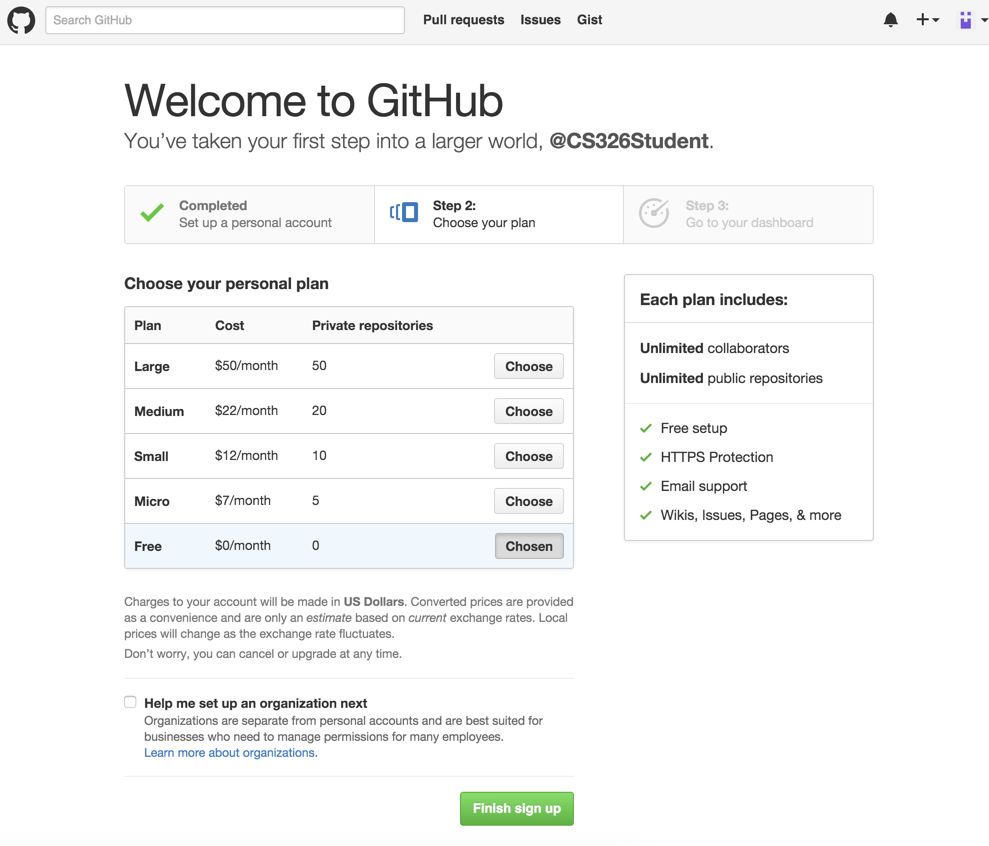 Search GitHub Pull requests Issues Gist
Welcome to GitHub
You’ve taken your first step into a larger world, @CS326Student.
Completed
Set up a personal account
Step 2:
Choose your plan
Step 3:
Go to your dashboard
Choose your personal plan
Plan Cost Private repositories
Large $50/month 50 Choose
Medium $22/month 20 Choose
Small $12/month 10 Choose
Micro $7/month 5 Choose
Free $0/month 0 Chosen
Charges to your account will be made in US Dollars. Converted prices are provided
as a convenience and are only an estimate based on current exchange rates. Local
prices will change as the exchange rate fluctuates.
Don’t worry, you can cancel or upgrade at any time.
Help me set up an organization next
Organizations are separate from personal accounts and are best suited for
businesses who need to manage permissions for many employees.
Learn more about organizations.
Finish sign up
Each plan includes:
Unlimited collaborators
Unlimited public repositories
Free setup
HTTPS Protection
Email support
Wikis, Issues, Pages, & more